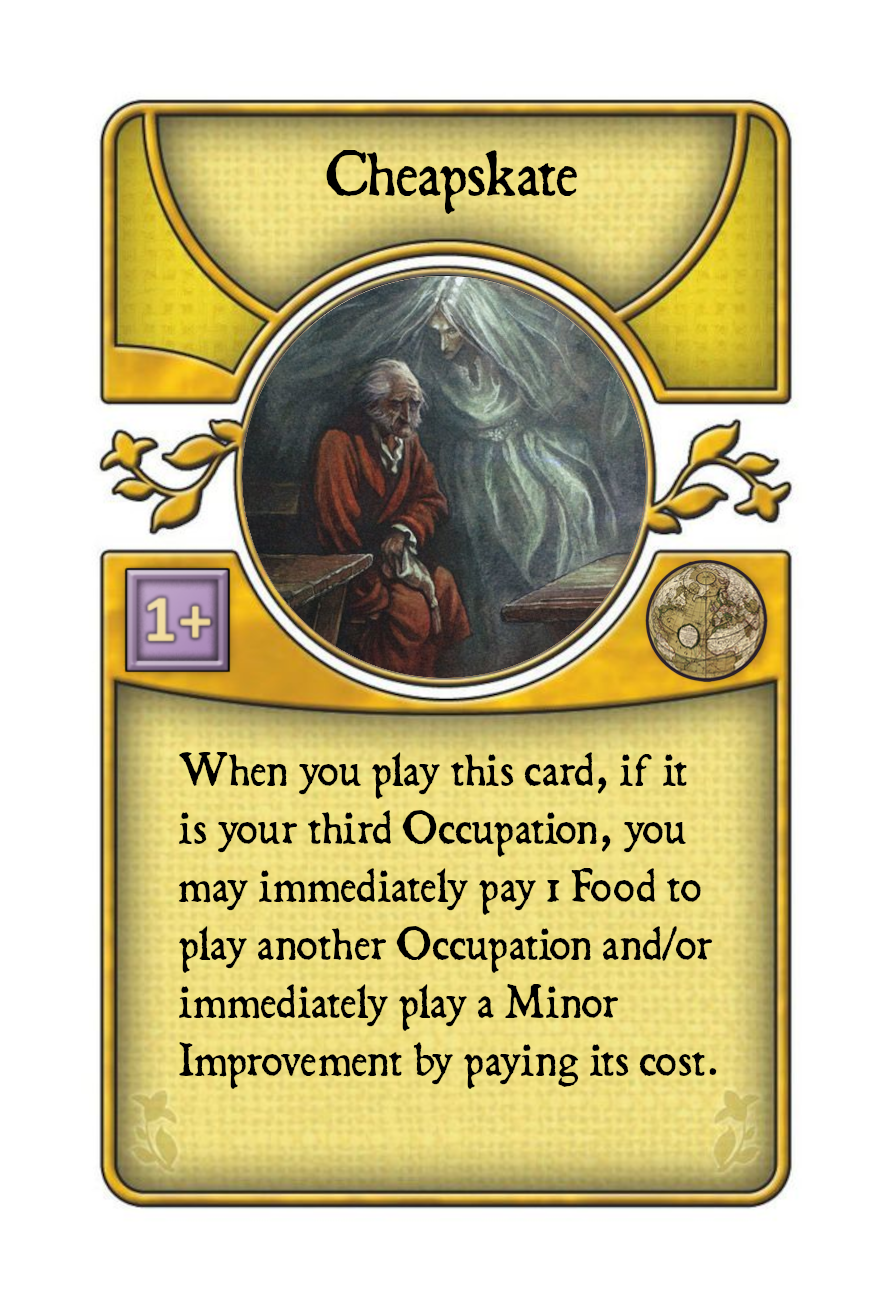 Cheapskate
1+
When you play this card, if it
is your third Occupation, you
may immediately pay 1 Food to
play another Occupation and/or
immediately play a Minor
Improvement by paying its cost.